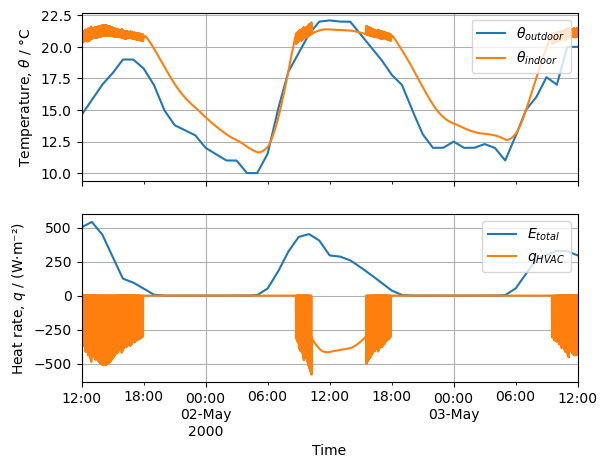 22.5
20.0
17.5
15.0
12.5
10.0
Temperature, θ / °C
θoutdoor
θindoor
500
250
0
−250
−500
Heat rate, q / (W·m⁻²)
Etotal
qHVAC
12:00 18:00 00:00 06:00 12:00 18:00 00:00 06:00 12:00
02-May 03-May
2000
Time